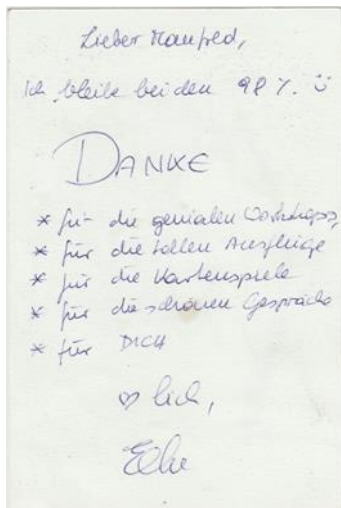 Lieber Manfred,
Ich bleibe bei den 98 %. ☺
DANKE
* für die genialen Workshops,
* für die tollen Ausflüge
* für die Kartenspiele
* für die schönen Gespräche
* für DICH
♡lich,
Elke